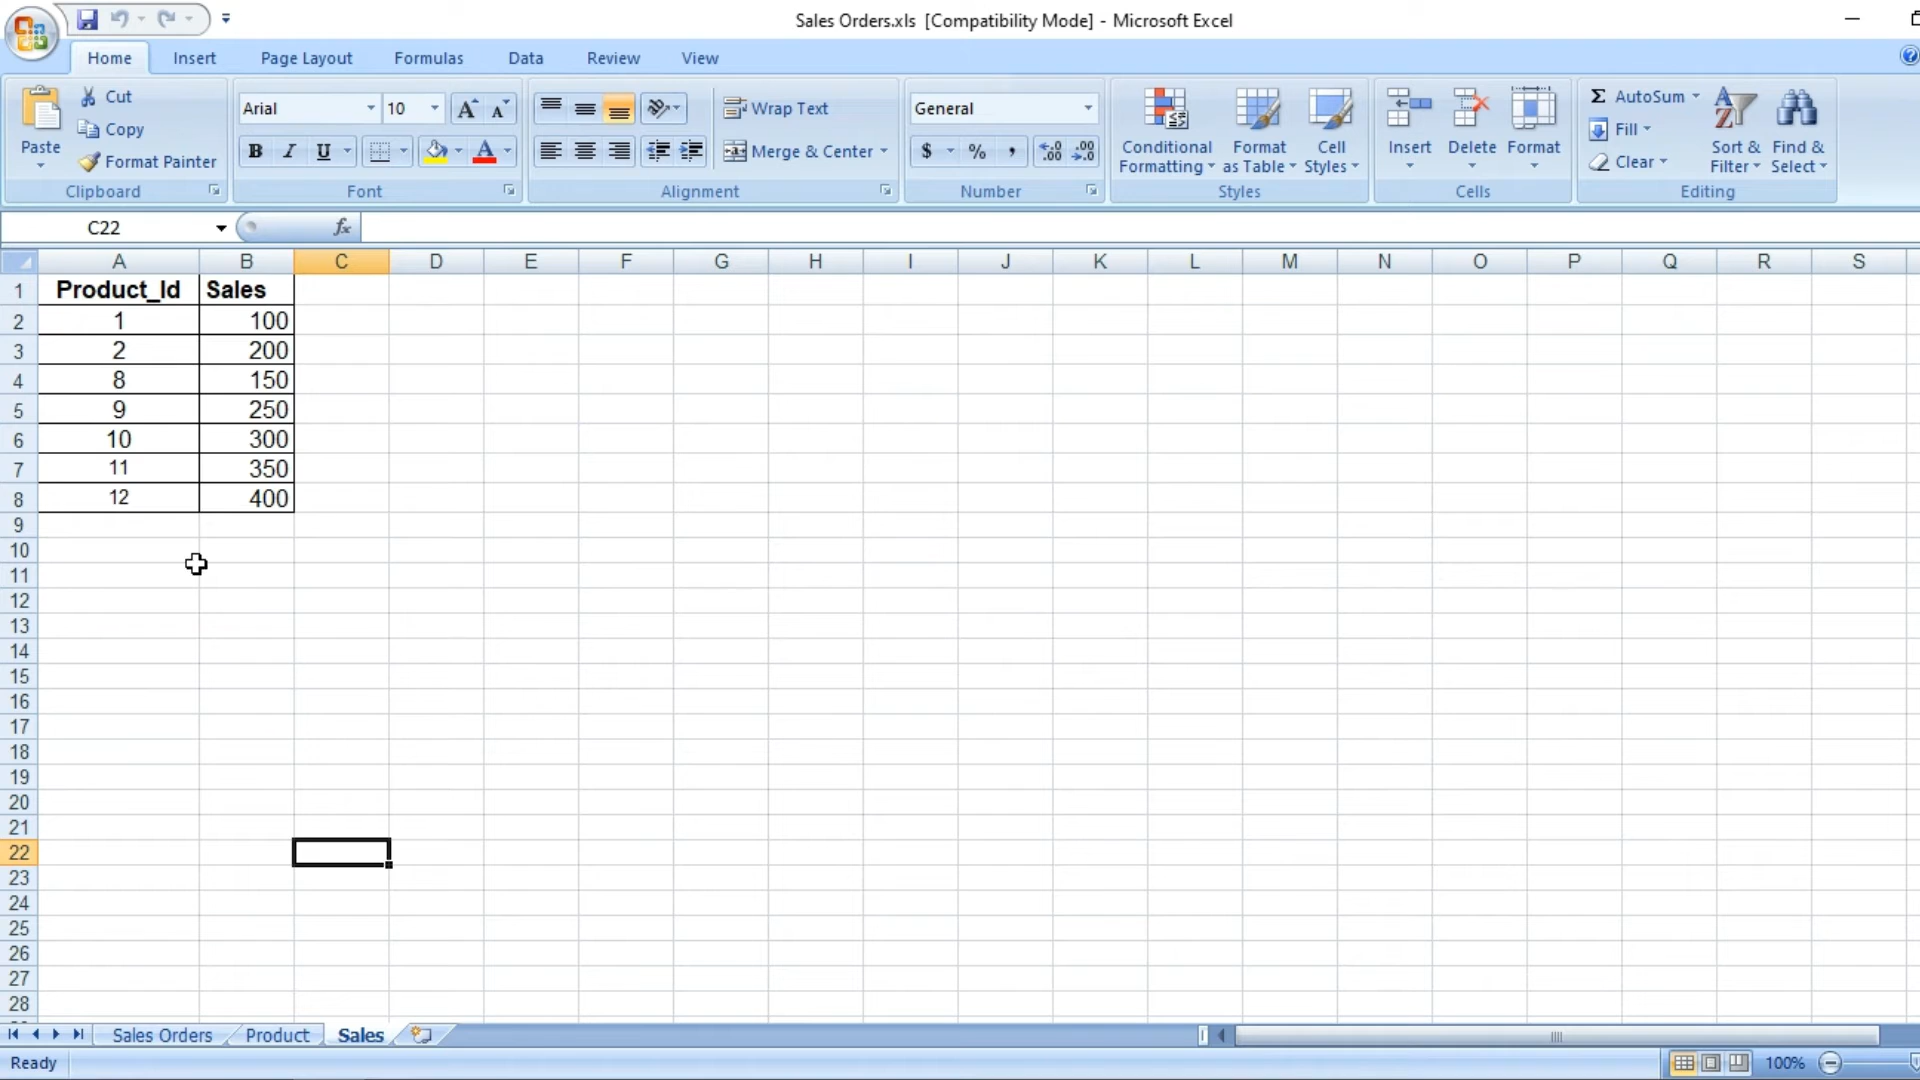 Sales Orders.xls [Compatibility Mode] - Microsoft Excel
Home Insert Page Layout Formulas Data Review View
Paste
Cut
Copy
Format Painter
Clipboard
Arial 10 A A
B I U A
Font
Wrap Text
Merge & Center
Alignment
General
$ % ,
Number
Conditional Formatting
Format as Table
Cell Styles
Styles
Insert Delete Format
Cells
Σ AutoSum
Fill
Clear
Sort & Filter
Find & Select
Editing
C22 fx
A B C D E F G H I J K L M N O P Q R S
1 Product_Id Sales
2 1 100
3 2 200
4 8 150
5 9 250
6 10 300
7 11 350
8 12 400
9
10
11
12
13
14
15
16
17
18
19
20
21
22
23
24
25
26
27
28
Sales Orders Product Sales
Ready 100%